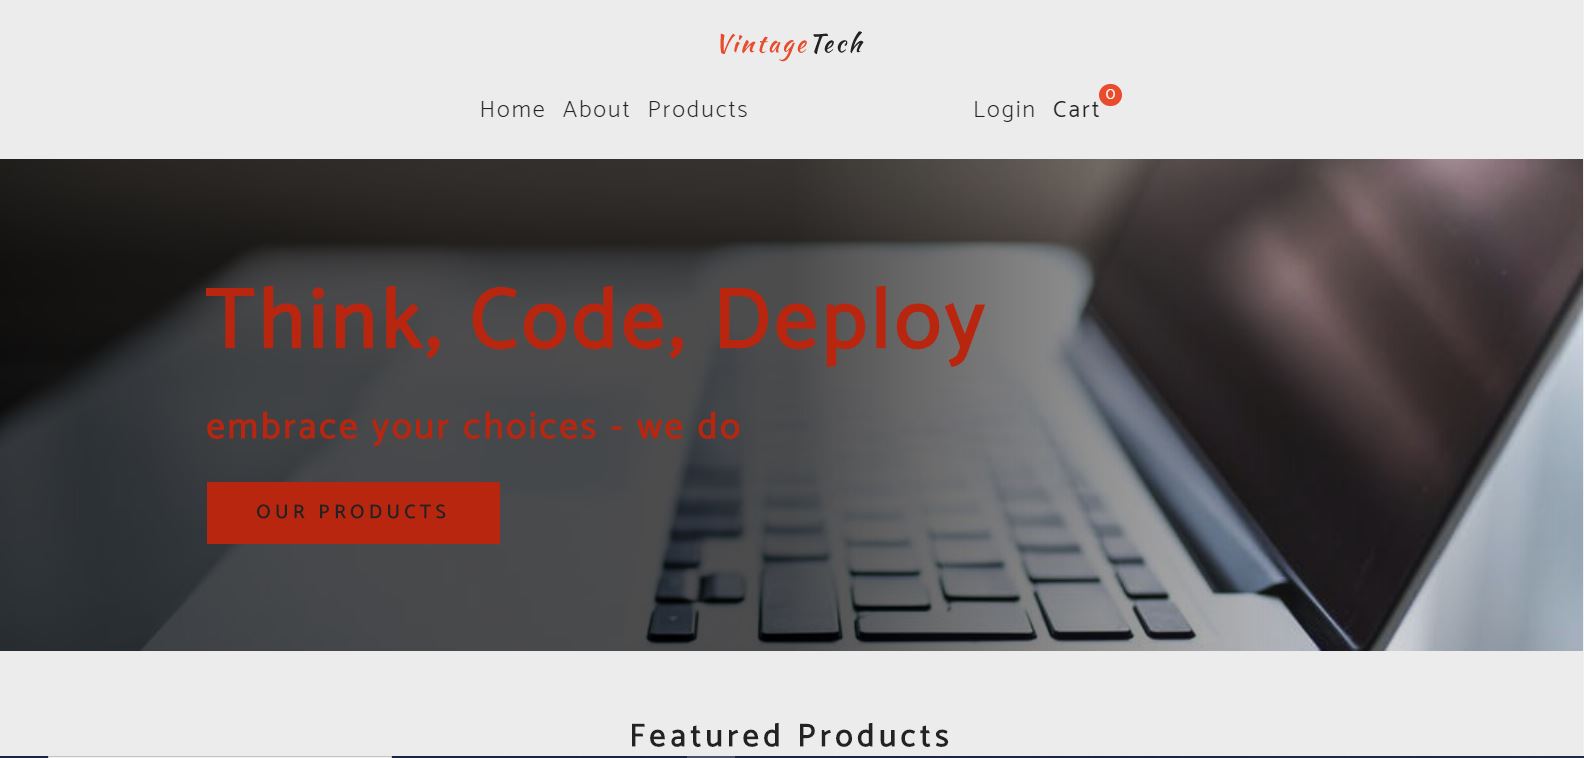 VintageTech
Home About Products Login Cart 0
Think, Code, Deploy
embrace your choices - we do
OUR PRODUCTS
Featured Products